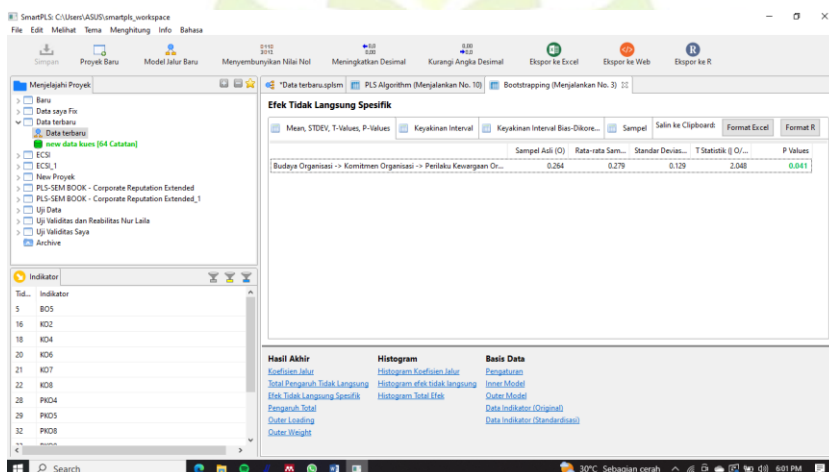 SmartPLS: C:\Users\ASUS\smartpls_workspace
File Edit Melihat Tema Menghitung Info Bahasa
Simpan Proyek Baru Model Jalur Baru Menyembunyikan Nilai Nol Meningkatkan Desimal Kurangi Angka Desimal Ekspor ke Excel Ekspor ke Web Ekspor ke R
Menjelajahi Proyek
Baru
Data saya Fix
Data terbaru
Data terbaru
new data kues [64 Catatan]
ECSI
ECSI_1
New Proyek
PLS-SEM BOOK - Corporate Reputation Extended
PLS-SEM BOOK - Corporate Reputation Extended_1
Uji Data
Uji Validitas dan Reabilitas Nur Laila
Uji Validitas Saya
Archive
Indikator
Tid... Indikator
5 BO5
16 KO2
18 KO4
20 KO6
21 KO7
22 KO8
28 PKO4
29 PKO5
32 PKO8
*Data terbaru.splsm PLS Algorithm (Menjalankan No. 10) Bootstrapping (Menjalankan No. 3)
Efek Tidak Langsung Spesifik
Mean, STDEV, T-Values, P-Values Keyakinan Interval Keyakinan Interval Bias-Dikore... Sampel Salin ke Clipboard: Format Excel Format R
Sampel Asli (O) Rata-rata Sam... Standar Devias... T Statistik (| O/... P Values
Budaya Organisasi -> Komitmen Organisasi -> Perilaku Kewargaan Or... 0.264 0.279 0.129 2.048 0.041
Hasil Akhir Histogram Basis Data
Koefisien Jalur Histogram Koefisien Jalur Pengaturan
Total Pengaruh Tidak Langsung Histogram efek tidak langsung Inner Model
Efek Tidak Langsung Spesifik Histogram Total Efek Outer Model
Pengaruh Total Data Indikator (Original)
Outer Loading Data Indikator (Standardisasi)
Outer Weight
Search 30°C Sebagian cerah 6:01 PM